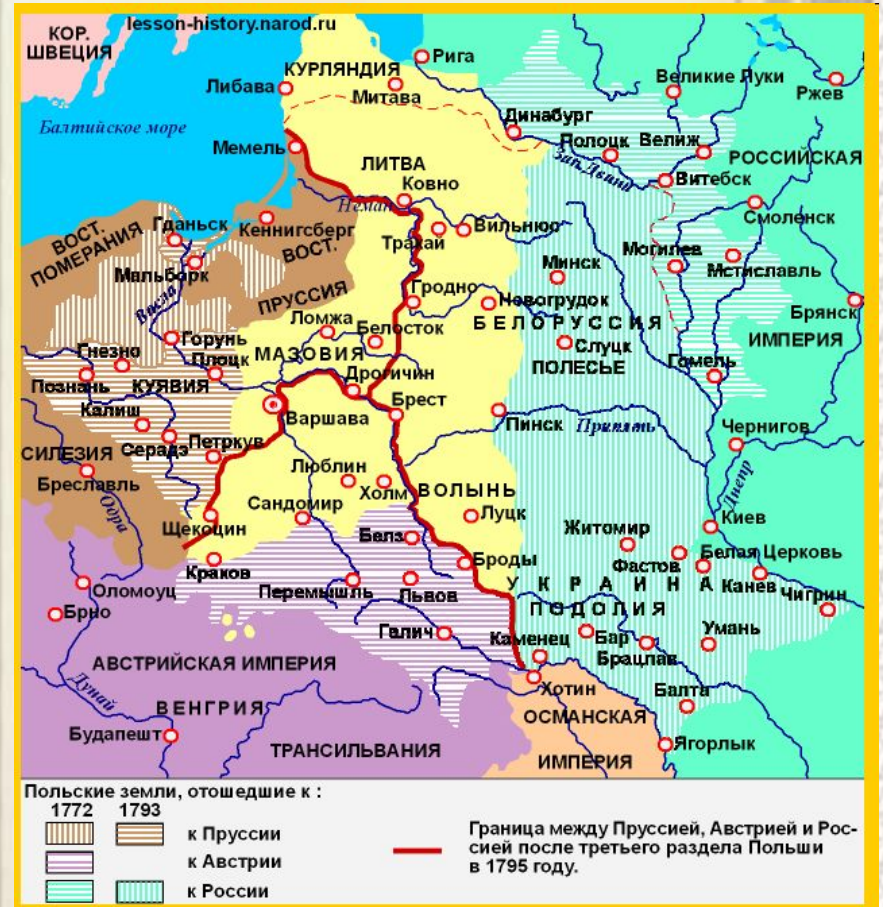 lesson-history.narod.ru
КОР.
ШВЕЦИЯ
КУРЛЯНДИЯ
Рига
Либава
Митава
Великие Луки
Ржев
Балтийское море
Динабург
Полоцк
Велиж
Мемель
ЛИТВА
Зап.Двина
РОССИЙСКАЯ
Ковно
Витебск
Неман
Смоленск
ВОСТ.
ПОМЕРАНИЯ
Гданьск
Кеннигсберг
ВОСТ.
Тракай
Вильнюс
Могилев
Мстиславль
Мальборк
Минск
ПРУССИЯ
Гродно
Новогрудок
Висла
Брянск
Ломжа
Белосток
БЕЛОРУССИЯ
Горунь
ИМПЕРИЯ
Гнезно
Плоцк
МАЗОВИЯ
Слуцк
Гомель
Познань
КУЯВИЯ
Дрогичин
ПОЛЕСЬЕ
Калиш
Варшава
Брест
Пинск
Припять
Чернигов
Серадз
Петркув
СИЛЕЗИЯ
Бреславль
Люблин
Холм
ВОЛЫНЬ
Днепр
Одра
Сандомир
Луцк
Киев
Щекоцин
Житомир
Белз
Броды
Фастов
Белая Церковь
Краков
УКРАИНА
Канев
Оломоуц
Перемышль
Львов
Чигрин
Брно
ПОДОЛИЯ
Галич
Каменец
Бар
Умань
Брацлав
АВСТРИЙСКАЯ ИМПЕРИЯ
Хотин
Балта
Дунай
ВЕНГРИЯ
ОСМАНСКАЯ
Будапешт
Ягорлык
ТРАНСИЛЬВАНИЯ
ИМПЕРИЯ
Польские земли, отошедшие к :
1772 1793
к Пруссии
к Австрии
к России
Граница между Пруссией, Австрией и Рос-
сией после третьего раздела Польши
в 1795 году.